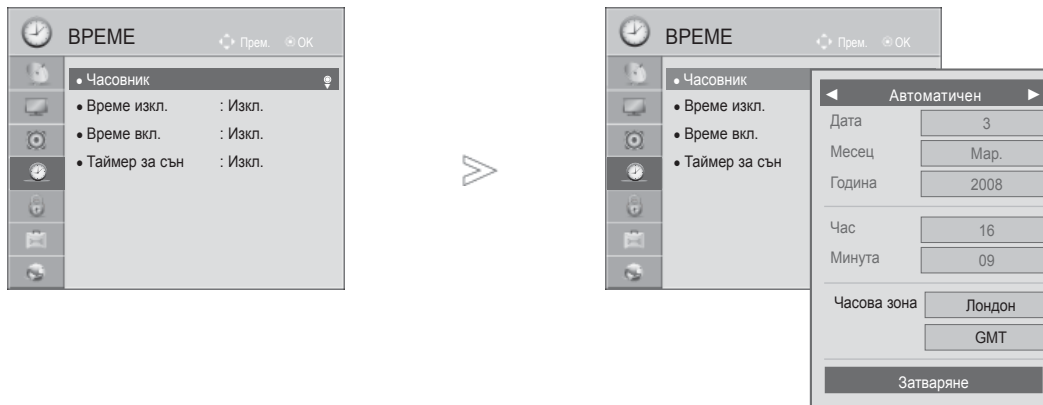 ВРЕМЕ Прем. OK
• Часовник
• Време изкл. : Изкл.
• Време вкл. : Изкл.
• Таймер за сън : Изкл.
ВРЕМЕ Прем. OK
• Часовник
• Време изкл.
• Време вкл.
• Таймер за сън
◄ Автоматичен ►
Дата 3
Месец Мар.
Година 2008
Час 16
Минута 09
Часова зона Лондон
GMT
Затваряне